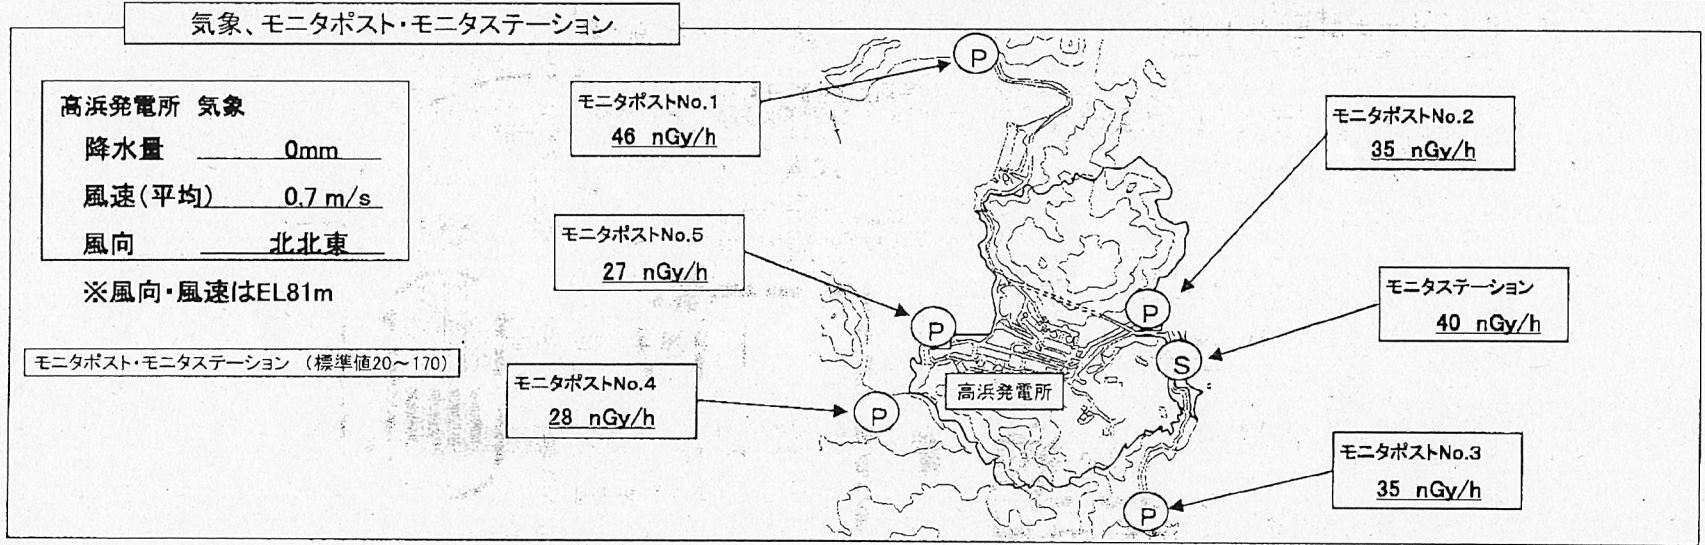 気象、モニタポスト・モニタステーション
高浜発電所 気象
降水量 0mm
風速(平均) 0.7 m/s
風向 北北東
※風向・風速はEL81m
モニタポスト・モニタステーション (標準値20～170)
モニタポストNo.1
46 nGy/h
モニタポストNo.2
35 nGy/h
モニタポストNo.5
27 nGy/h
モニタステーション
40 nGy/h
モニタポストNo.4
28 nGy/h
高浜発電所
モニタポストNo.3
35 nGy/h
P
P
P
S
P
P